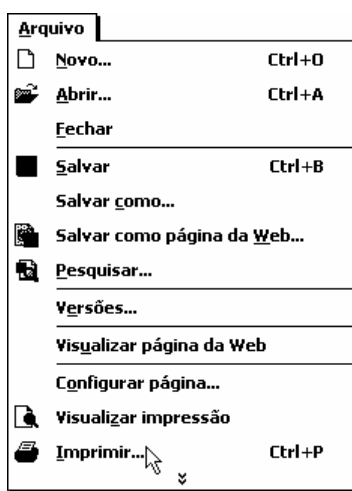 Arquivo
Novo... Ctrl+O
Abrir... Ctrl+A
Fechar
Salvar Ctrl+B
Salvar como...
Salvar como página da Web...
Pesquisar...
Versões...
Visualizar página da Web
Configurar página...
Visualizar impressão
Imprimir... Ctrl+P